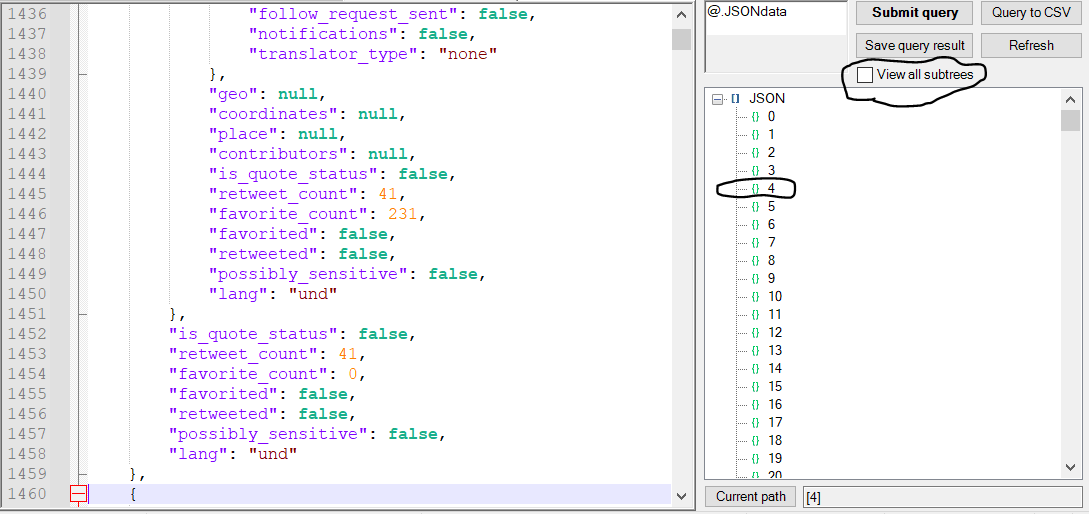 1436 "follow_request_sent": false,
1437 "notifications": false,
1438 "translator_type": "none"
1439 },
1440 "geo": null,
1441 "coordinates": null,
1442 "place": null,
1443 "contributors": null,
1444 "is_quote_status": false,
1445 "retweet_count": 41,
1446 "favorite_count": 231,
1447 "favorited": false,
1448 "retweeted": false,
1449 "possibly_sensitive": false,
1450 "lang": "und"
1451 },
1452 "is_quote_status": false,
1453 "retweet_count": 41,
1454 "favorite_count": 0,
1455 "favorited": false,
1456 "retweeted": false,
1457 "possibly_sensitive": false,
1458 "lang": "und"
1459 },
1460 {
@.JSONdata
Submit query
Query to CSV
Save query result
Refresh
View all subtrees
[] JSON
{} 0
{} 1
{} 2
{} 3
{} 4
{} 5
{} 6
{} 7
{} 8
{} 9
{} 10
{} 11
{} 12
{} 13
{} 14
{} 15
{} 16
{} 17
{} 18
{} 19
{} 20
Current path
[4]